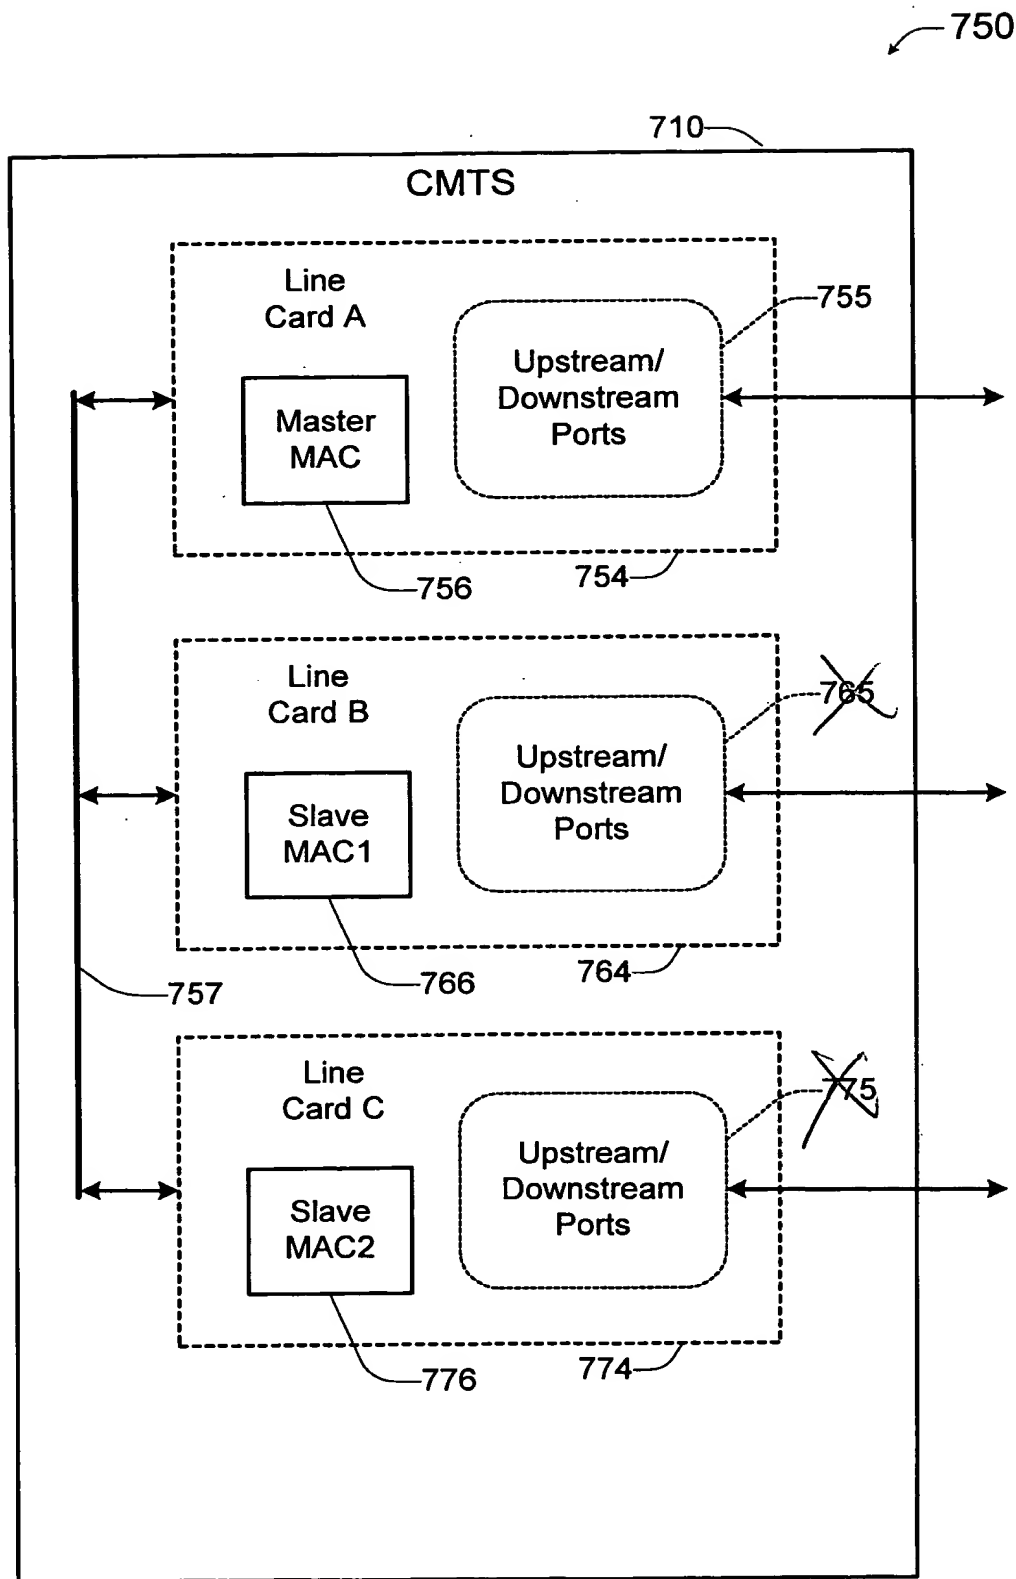 750
710
CMTS
Line
Card A
755
Upstream/
Downstream
Ports
Master
MAC
756
754
Line
Card B
765
Upstream/
Downstream
Ports
Slave
MAC1
766
764
757
Line
Card C
775
Upstream/
Downstream
Ports
Slave
MAC2
776
774